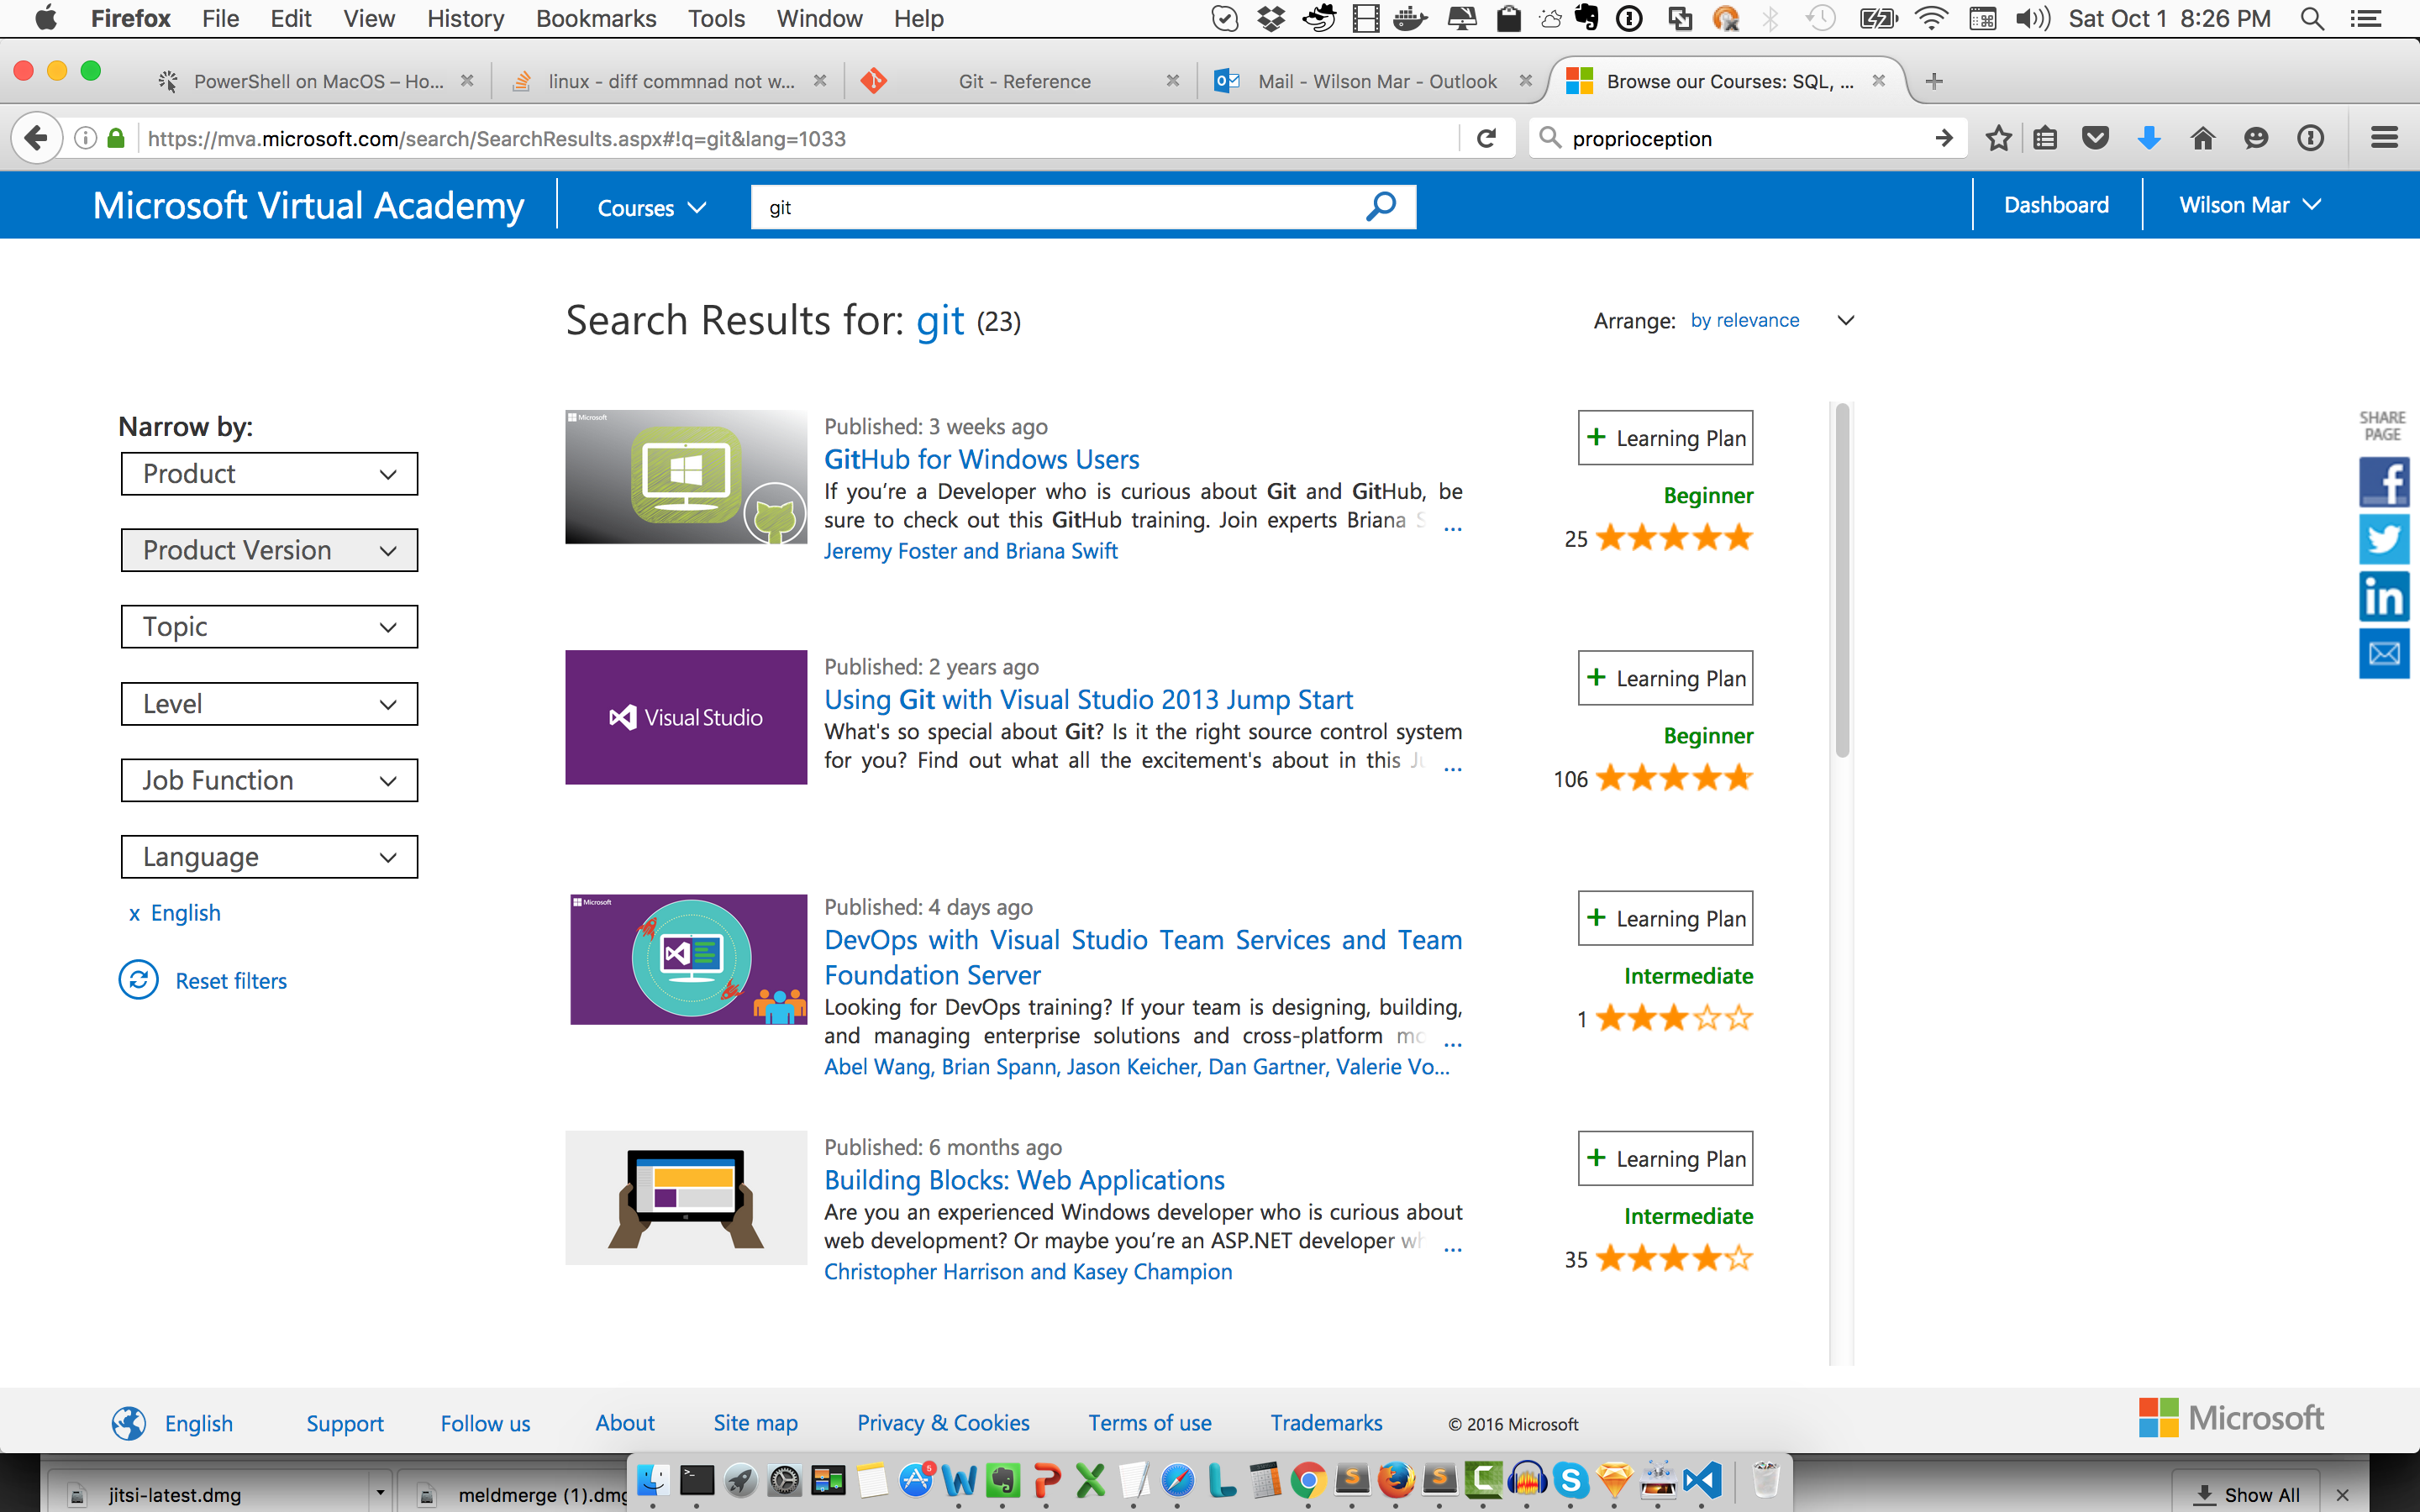 Firefox File Edit View History Bookmarks Tools Window Help
Sat Oct 1 8:26 PM
PowerShell on MacOS – Ho...
linux - diff commnad not w...
Git - Reference
Mail - Wilson Mar - Outlook
Browse our Courses: SQL, ...
https://mva.microsoft.com/search/SearchResults.aspx#!q=git&lang=1033
proprioception
Microsoft Virtual Academy
Courses
git
Dashboard
Wilson Mar
Search Results for: git (23)
Arrange: by relevance
Narrow by:
Product
Product Version
Topic
Level
Job Function
Language
x English
Reset filters
Microsoft
Published: 3 weeks ago
GitHub for Windows Users
If you’re a Developer who is curious about Git and GitHub, be
sure to check out this GitHub training. Join experts Briana S ...
Jeremy Foster and Briana Swift
+ Learning Plan
Beginner
25
Visual Studio
Published: 2 years ago
Using Git with Visual Studio 2013 Jump Start
What's so special about Git? Is it the right source control system
for you? Find out what all the excitement's about in this Ju ...
+ Learning Plan
Beginner
106
Microsoft
Published: 4 days ago
DevOps with Visual Studio Team Services and Team
Foundation Server
Looking for DevOps training? If your team is designing, building,
and managing enterprise solutions and cross-platform mo ...
Abel Wang, Brian Spann, Jason Keicher, Dan Gartner, Valerie Vo...
+ Learning Plan
Intermediate
1
Published: 6 months ago
Building Blocks: Web Applications
Are you an experienced Windows developer who is curious about
web development? Or maybe you’re an ASP.NET developer wh ...
Christopher Harrison and Kasey Champion
+ Learning Plan
Intermediate
35
SHARE
PAGE
English
Support
Follow us
About
Site map
Privacy & Cookies
Terms of use
Trademarks
© 2016 Microsoft
Microsoft
jitsi-latest.dmg
meldmerge (1).dmg
5
Show All